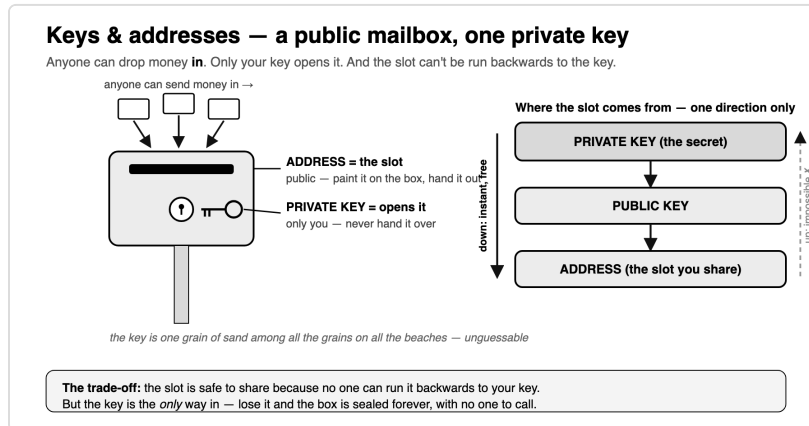 Keys & addresses — a public mailbox, one private key
Anyone can drop money in. Only your key opens it. And the slot can't be run backwards to the key.
anyone can send money in →
ADDRESS = the slot
public — paint it on the box, hand it out
PRIVATE KEY = opens it
only you — never hand it over
Where the slot comes from — one direction only
down: instant, free
PRIVATE KEY (the secret)
PUBLIC KEY
ADDRESS (the slot you share)
up: impossible ✗
the key is one grain of sand among all the grains on all the beaches — unguessable
The trade-off: the slot is safe to share because no one can run it backwards to your key.
But the key is the only way in — lose it and the box is sealed forever, with no one to call.